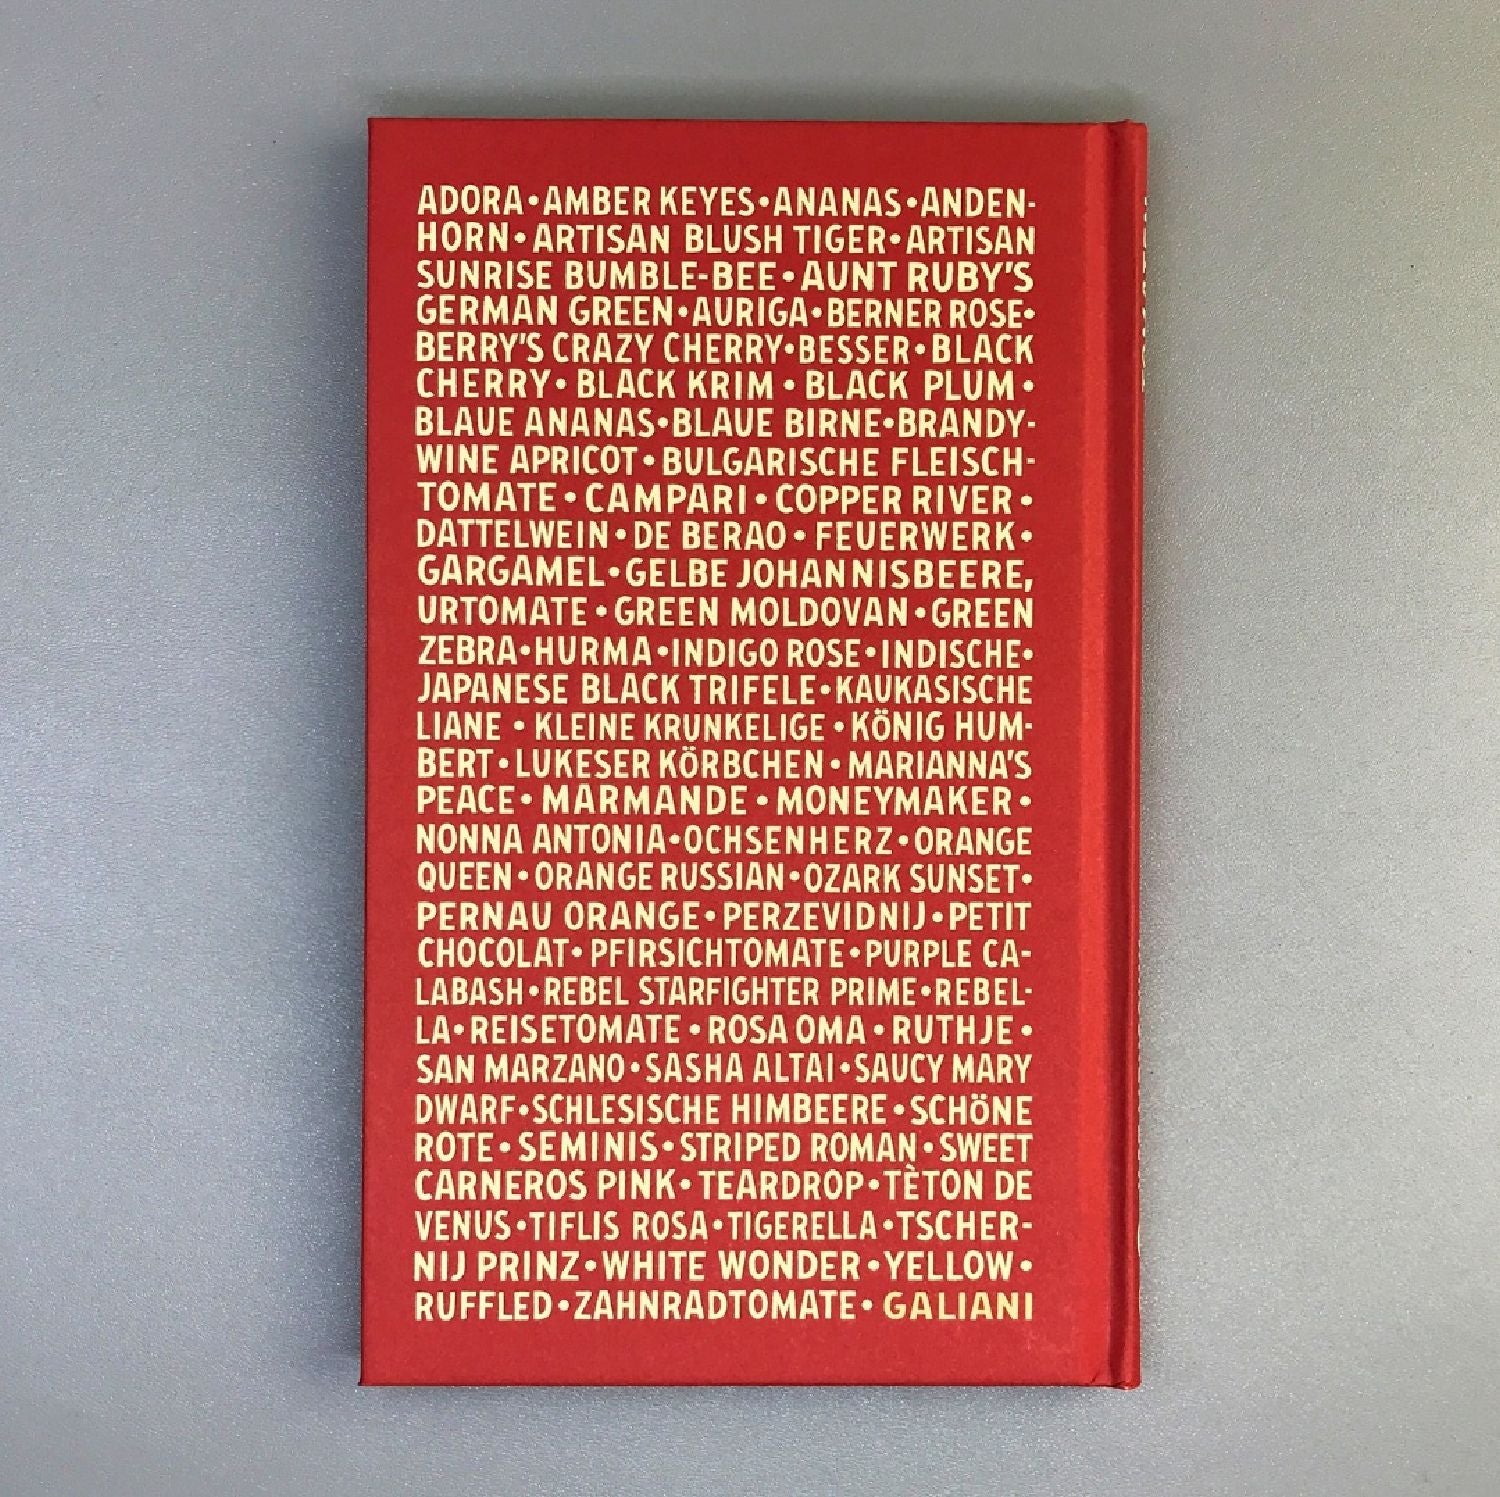 ADORA•AMBER KEYES•ANANAS•ANDEN-
HORN•ARTISAN BLUSH TIGER•ARTISAN
SUNRISE BUMBLE-BEE•AUNT RUBY'S
GERMAN GREEN•AURIGA•BERNER ROSE•
BERRY'S CRAZY CHERRY•BESSER•BLACK
CHERRY•BLACK KRIM•BLACK PLUM•
BLAUE ANANAS•BLAUE BIRNE•BRANDY-
WINE APRICOT•BULGARISCHE FLEISCH-
TOMATE•CAMPARI•COPPER RIVER•
DATTELWEIN•DE BERAO•FEUERWERK•
GARGAMEL•GELBE JOHANNISBEERE,
URTOMATE•GREEN MOLDOVAN•GREEN
ZEBRA•HURMA•INDIGO ROSE•INDISCHE•
JAPANESE BLACK TRIFELE•KAUKASISCHE
LIANE•KLEINE KRUNKELIGE•KÖNIG HUM-
BERT•LUKESER KÖRBCHEN•MARIANNA'S
PEACE•MARMANDE•MONEYMAKER•
NONNA ANTONIA•OCHSENHERZ•ORANGE
QUEEN•ORANGE RUSSIAN•OZARK SUNSET•
PERNAU ORANGE•PERZEVIDNIJ•PETIT
CHOCOLAT•PFIRSICHTOMATE•PURPLE CA-
LABASH•REBEL STARFIGHTER PRIME•REBEL-
LA•REISETOMATE•ROSA OMA•RUTHJE•
SAN MARZANO•SASHA ALTAI•SAUCY MARY
DWARF•SCHLESISCHE HIMBEERE•SCHÖNE
ROTE•SEMINIS•STRIPED ROMAN•SWEET
CARNEROS PINK•TEARDROP•TÈTON DE
VENUS•TIFLIS ROSA•TIGERELLA•TSCHER-
NIJ PRINZ•WHITE WONDER•YELLOW•
RUFFLED•ZAHNRADTOMATE•GALIANI